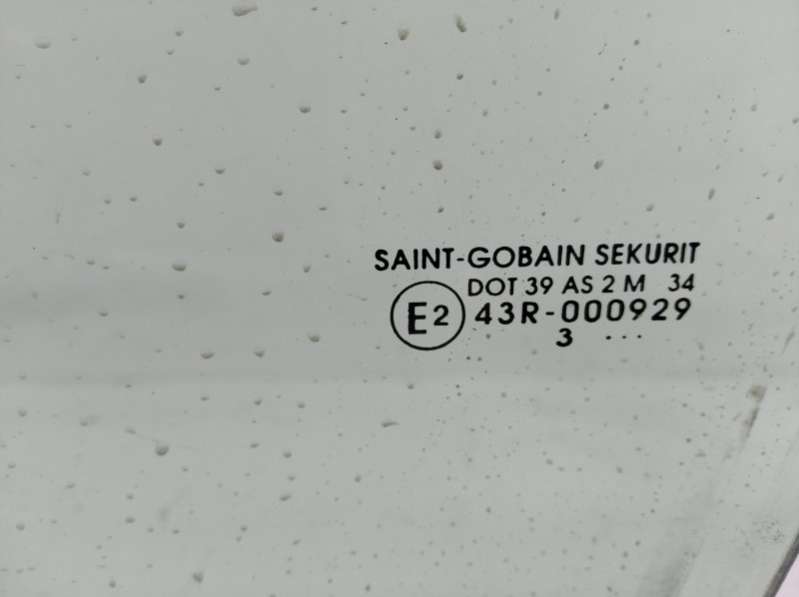 SAINT-GOBAIN SEKURIT
DOT 39 AS 2 M 34
E2 43R-000929
3 ...